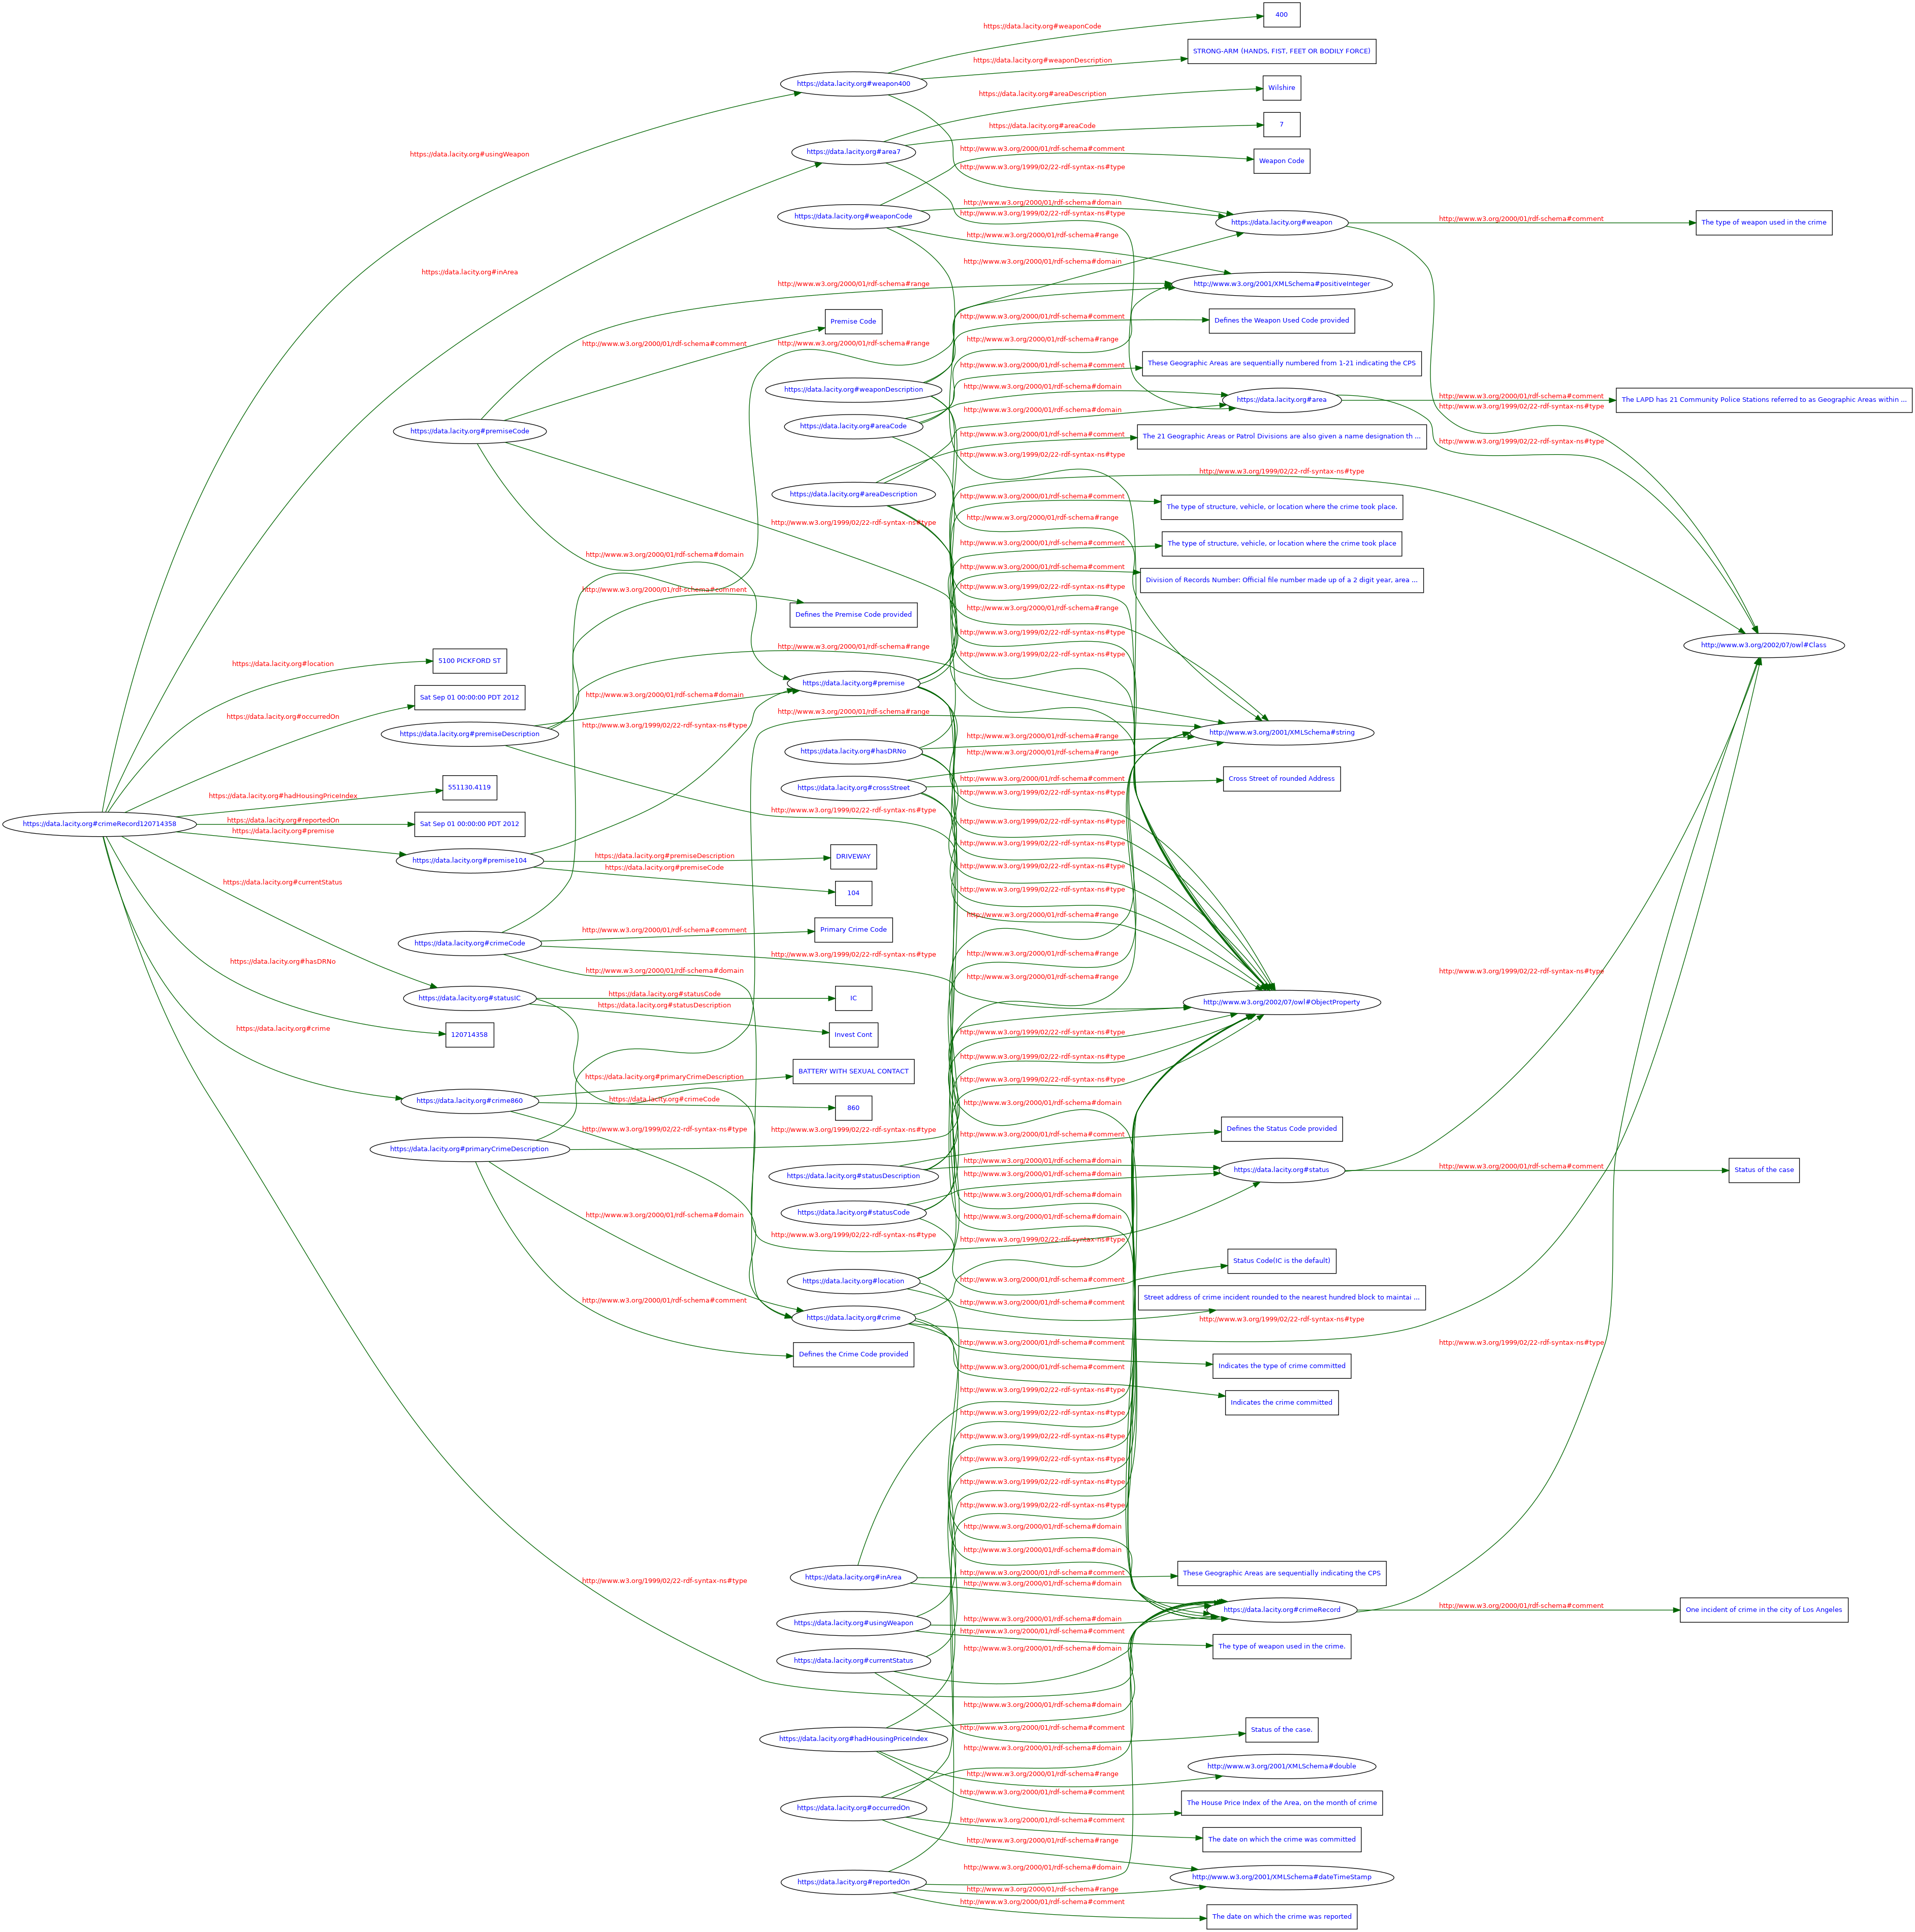 400
https://data.lacity.org#weaponCode
STRONG-ARM (HANDS, FIST, FEET OR BODILY FORCE)
https://data.lacity.org#weaponDescription
https://data.lacity.org#weapon400
Wilshire
https://data.lacity.org#areaDescription
7
https://data.lacity.org#areaCode
https://data.lacity.org#usingWeapon
https://data.lacity.org#area7
http://www.w3.org/2000/01/rdf-schema#comment
Weapon Code
http://www.w3.org/1999/02/22-rdf-syntax-ns#type
http://www.w3.org/2000/01/rdf-schema#domain
http://www.w3.org/1999/02/22-rdf-syntax-ns#type
https://data.lacity.org#weaponCode
https://data.lacity.org#weapon
http://www.w3.org/2000/01/rdf-schema#comment
The type of weapon used in the crime
http://www.w3.org/2000/01/rdf-schema#range
http://www.w3.org/2000/01/rdf-schema#domain
https://data.lacity.org#inArea
http://www.w3.org/2000/01/rdf-schema#range
http://www.w3.org/2001/XMLSchema#positiveInteger
Premise Code
http://www.w3.org/2000/01/rdf-schema#comment
Defines the Weapon Used Code provided
http://www.w3.org/2000/01/rdf-schema#comment
http://www.w3.org/2000/01/rdf-schema#range
http://www.w3.org/2000/01/rdf-schema#range
http://www.w3.org/2000/01/rdf-schema#comment
These Geographic Areas are sequentially numbered from 1-21 indicating the CPS
https://data.lacity.org#weaponDescription
http://www.w3.org/2000/01/rdf-schema#domain
https://data.lacity.org#area
http://www.w3.org/2000/01/rdf-schema#comment
The LAPD has 21 Community Police Stations referred to as Geographic Areas within ...
http://www.w3.org/1999/02/22-rdf-syntax-ns#type
http://www.w3.org/2000/01/rdf-schema#domain
https://data.lacity.org#premiseCode
https://data.lacity.org#areaCode
http://www.w3.org/2000/01/rdf-schema#comment
The 21 Geographic Areas or Patrol Divisions are also given a name designation th ...
http://www.w3.org/1999/02/22-rdf-syntax-ns#type
http://www.w3.org/1999/02/22-rdf-syntax-ns#type
http://www.w3.org/1999/02/22-rdf-syntax-ns#type
https://data.lacity.org#areaDescription
http://www.w3.org/2000/01/rdf-schema#comment
The type of structure, vehicle, or location where the crime took place.
http://www.w3.org/1999/02/22-rdf-syntax-ns#type
http://www.w3.org/2000/01/rdf-schema#range
http://www.w3.org/2000/01/rdf-schema#comment
The type of structure, vehicle, or location where the crime took place
http://www.w3.org/2000/01/rdf-schema#domain
http://www.w3.org/2000/01/rdf-schema#comment
Division of Records Number: Official file number made up of a 2 digit year, area ...
http://www.w3.org/2000/01/rdf-schema#comment
http://www.w3.org/1999/02/22-rdf-syntax-ns#type
http://www.w3.org/2000/01/rdf-schema#range
Defines the Premise Code provided
http://www.w3.org/1999/02/22-rdf-syntax-ns#type
http://www.w3.org/2000/01/rdf-schema#range
http://www.w3.org/1999/02/22-rdf-syntax-ns#type
http://www.w3.org/2002/07/owl#Class
5100 PICKFORD ST
https://data.lacity.org#location
https://data.lacity.org#premise
Sat Sep 01 00:00:00 PDT 2012
http://www.w3.org/2000/01/rdf-schema#domain
https://data.lacity.org#occurredOn
http://www.w3.org/2000/01/rdf-schema#range
http://www.w3.org/1999/02/22-rdf-syntax-ns#type
https://data.lacity.org#premiseDescription
http://www.w3.org/2000/01/rdf-schema#range
http://www.w3.org/2001/XMLSchema#string
https://data.lacity.org#hasDRNo
http://www.w3.org/2000/01/rdf-schema#range
http://www.w3.org/2000/01/rdf-schema#comment
Cross Street of rounded Address
551130.4119
https://data.lacity.org#crossStreet
http://www.w3.org/1999/02/22-rdf-syntax-ns#type
https://data.lacity.org#hadHousingPriceIndex
http://www.w3.org/1999/02/22-rdf-syntax-ns#type
https://data.lacity.org#crimeRecord120714358
https://data.lacity.org#reportedOn
Sat Sep 01 00:00:00 PDT 2012
http://www.w3.org/1999/02/22-rdf-syntax-ns#type
https://data.lacity.org#premise
http://www.w3.org/1999/02/22-rdf-syntax-ns#type
https://data.lacity.org#premise104
https://data.lacity.org#premiseDescription
DRIVEWAY
https://data.lacity.org#premiseCode
http://www.w3.org/1999/02/22-rdf-syntax-ns#type
https://data.lacity.org#currentStatus
104
http://www.w3.org/1999/02/22-rdf-syntax-ns#type
http://www.w3.org/2000/01/rdf-schema#range
http://www.w3.org/2000/01/rdf-schema#comment
Primary Crime Code
https://data.lacity.org#crimeCode
http://www.w3.org/1999/02/22-rdf-syntax-ns#type
http://www.w3.org/2000/01/rdf-schema#range
https://data.lacity.org#hasDRNo
http://www.w3.org/2000/01/rdf-schema#domain
http://www.w3.org/2000/01/rdf-schema#range
http://www.w3.org/1999/02/22-rdf-syntax-ns#type
https://data.lacity.org#statusIC
https://data.lacity.org#statusCode
IC
https://data.lacity.org#statusDescription
http://www.w3.org/2002/07/owl#ObjectProperty
https://data.lacity.org#crime
120714358
Invest Cont
http://www.w3.org/1999/02/22-rdf-syntax-ns#type
http://www.w3.org/1999/02/22-rdf-syntax-ns#type
https://data.lacity.org#primaryCrimeDescription
BATTERY WITH SEXUAL CONTACT
http://www.w3.org/1999/02/22-rdf-syntax-ns#type
https://data.lacity.org#crime860
https://data.lacity.org#crimeCode
860
http://www.w3.org/2000/01/rdf-schema#domain
http://www.w3.org/1999/02/22-rdf-syntax-ns#type
http://www.w3.org/1999/02/22-rdf-syntax-ns#type
http://www.w3.org/2000/01/rdf-schema#comment
Defines the Status Code provided
https://data.lacity.org#primaryCrimeDescription
http://www.w3.org/2000/01/rdf-schema#domain
https://data.lacity.org#statusDescription
http://www.w3.org/2000/01/rdf-schema#domain
https://data.lacity.org#status
http://www.w3.org/2000/01/rdf-schema#comment
Status of the case
http://www.w3.org/2000/01/rdf-schema#domain
https://data.lacity.org#statusCode
http://www.w3.org/2000/01/rdf-schema#domain
http://www.w3.org/2000/01/rdf-schema#domain
http://www.w3.org/1999/02/22-rdf-syntax-ns#type
http://www.w3.org/1999/02/22-rdf-syntax-ns#type
Status Code(IC is the default)
https://data.lacity.org#location
http://www.w3.org/2000/01/rdf-schema#comment
http://www.w3.org/2000/01/rdf-schema#comment
http://www.w3.org/2000/01/rdf-schema#comment
Street address of crime incident rounded to the nearest hundred block to maintai ...
https://data.lacity.org#crime
http://www.w3.org/1999/02/22-rdf-syntax-ns#type
http://www.w3.org/2000/01/rdf-schema#comment
http://www.w3.org/1999/02/22-rdf-syntax-ns#type
Defines the Crime Code provided
http://www.w3.org/2000/01/rdf-schema#comment
Indicates the type of crime committed
http://www.w3.org/1999/02/22-rdf-syntax-ns#type
Indicates the crime committed
http://www.w3.org/1999/02/22-rdf-syntax-ns#type
http://www.w3.org/1999/02/22-rdf-syntax-ns#type
http://www.w3.org/1999/02/22-rdf-syntax-ns#type
http://www.w3.org/1999/02/22-rdf-syntax-ns#type
http://www.w3.org/1999/02/22-rdf-syntax-ns#type
http://www.w3.org/2000/01/rdf-schema#domain
http://www.w3.org/2000/01/rdf-schema#domain
http://www.w3.org/1999/02/22-rdf-syntax-ns#type
https://data.lacity.org#inArea
http://www.w3.org/2000/01/rdf-schema#comment
These Geographic Areas are sequentially indicating the CPS
http://www.w3.org/2000/01/rdf-schema#domain
https://data.lacity.org#crimeRecord
http://www.w3.org/2000/01/rdf-schema#comment
One incident of crime in the city of Los Angeles
https://data.lacity.org#usingWeapon
http://www.w3.org/2000/01/rdf-schema#domain
http://www.w3.org/2000/01/rdf-schema#comment
The type of weapon used in the crime.
http://www.w3.org/2000/01/rdf-schema#domain
https://data.lacity.org#currentStatus
http://www.w3.org/2000/01/rdf-schema#domain
http://www.w3.org/2000/01/rdf-schema#comment
Status of the case.
https://data.lacity.org#hadHousingPriceIndex
http://www.w3.org/2000/01/rdf-schema#domain
http://www.w3.org/2001/XMLSchema#double
http://www.w3.org/2000/01/rdf-schema#range
http://www.w3.org/2000/01/rdf-schema#comment
The House Price Index of the Area, on the month of crime
https://data.lacity.org#occurredOn
http://www.w3.org/2000/01/rdf-schema#comment
The date on which the crime was committed
http://www.w3.org/2000/01/rdf-schema#range
http://www.w3.org/2000/01/rdf-schema#domain
http://www.w3.org/2001/XMLSchema#dateTimeStamp
https://data.lacity.org#reportedOn
http://www.w3.org/2000/01/rdf-schema#range
http://www.w3.org/2000/01/rdf-schema#comment
The date on which the crime was reported